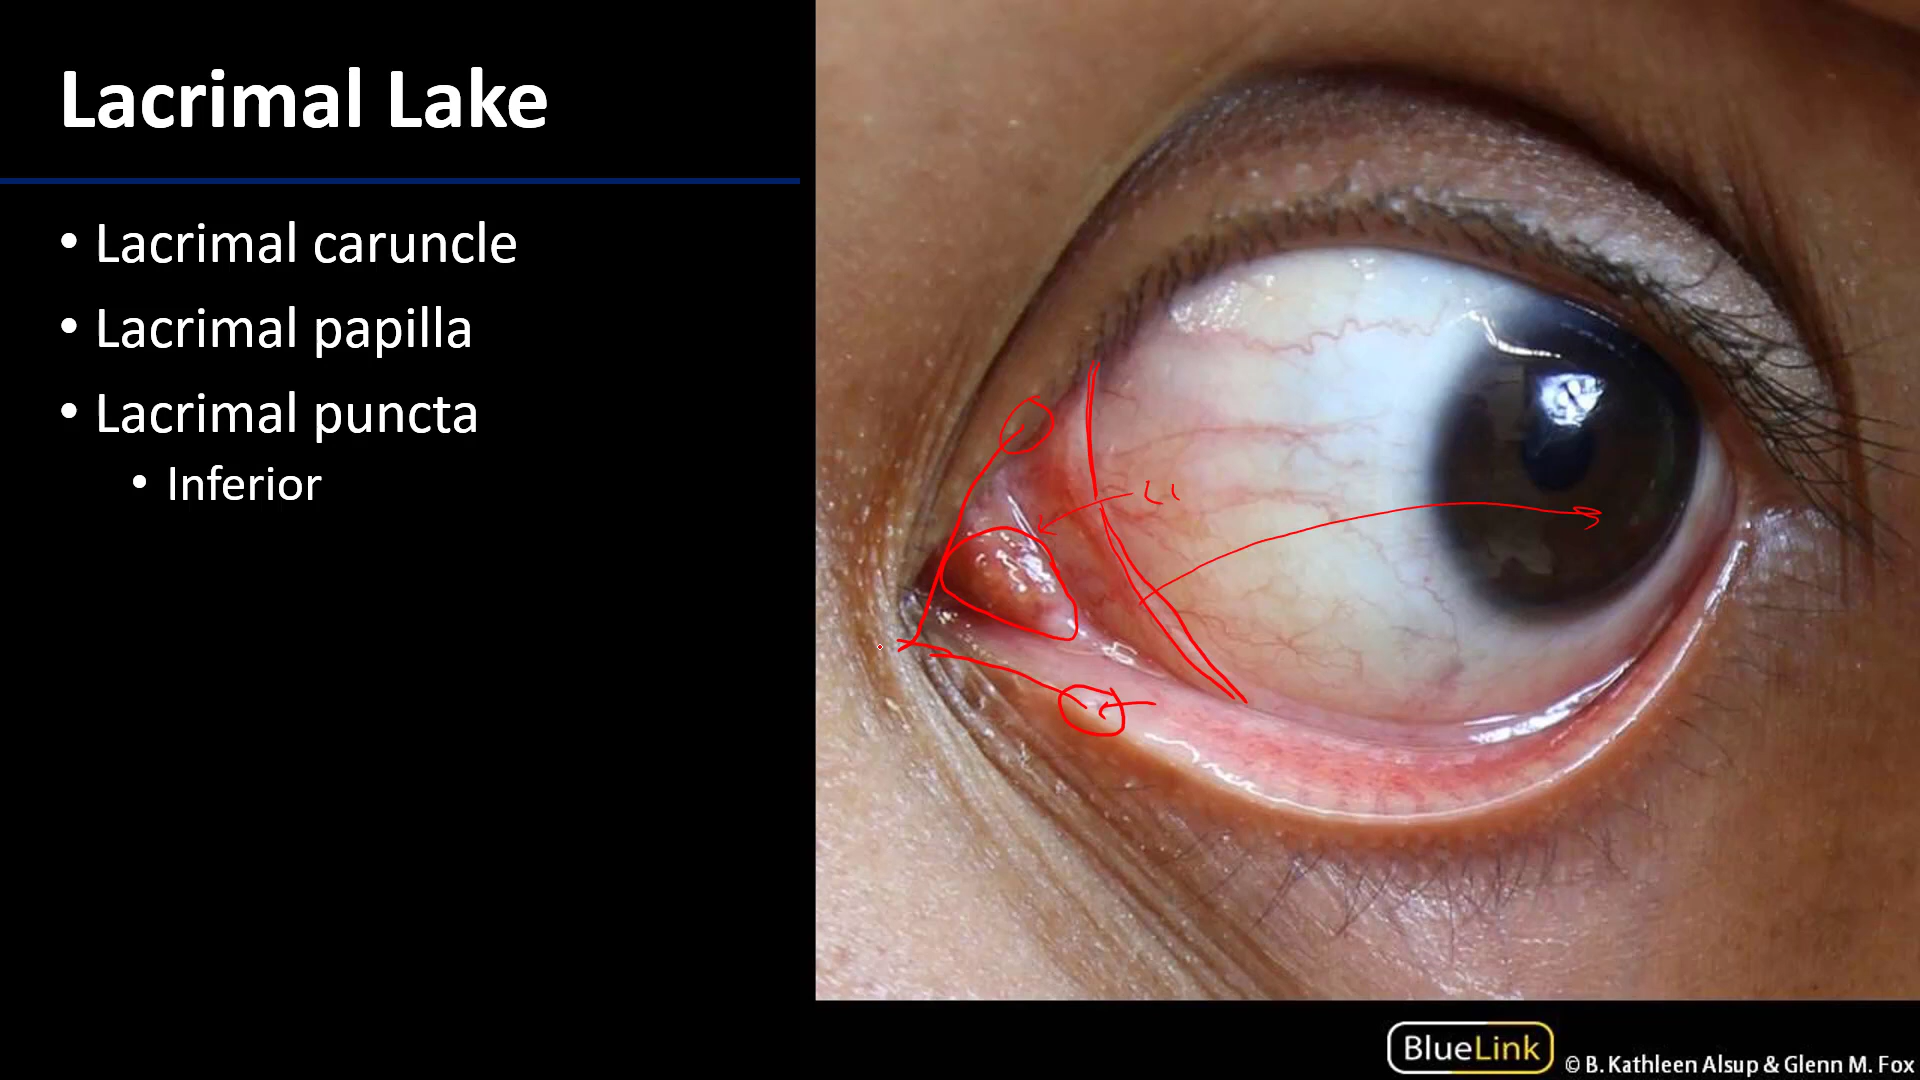 Lacrimal Lake
• Lacrimal caruncle
• Lacrimal papilla
• Lacrimal puncta
• Inferior
BlueLink
© B. Kathleen Alsup & Glenn M. Fox